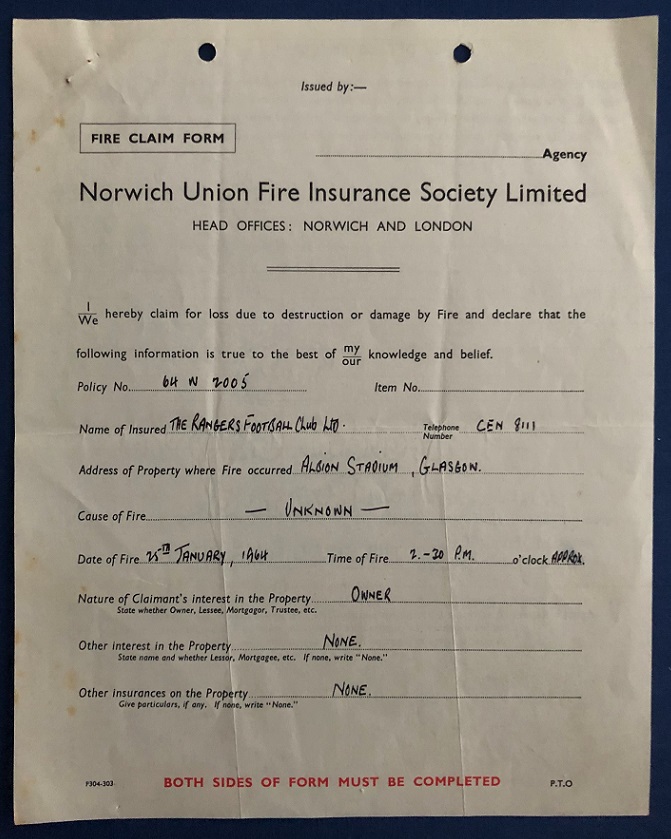 Issued by:—
FIRE CLAIM FORM
Agency
Norwich Union Fire Insurance Society Limited
HEAD OFFICES: NORWICH AND LONDON
I/We hereby claim for loss due to destruction or damage by Fire and declare that the
following information is true to the best of my/our knowledge and belief.
Policy No. 64 N 2005 Item No.
Name of Insured THE RANGERS FOOTBALL Club LTD. Telephone Number CEN 8111
Address of Property where Fire occurred ALBION STADIUM, GLASGOW.
Cause of Fire — UNKNOWN —
Date of Fire 25TH JANUARY, 1964 Time of Fire 2.-30 P.M. o'clock APPROX.
Nature of Claimant's interest in the Property OWNER
State whether Owner, Lessee, Mortgagor, Trustee, etc.
Other interest in the Property NONE.
State name and whether Lessor, Mortgagee, etc. If none, write "None."
Other insurances on the Property NONE.
Give particulars, if any. If none, write "None."
F304-303 BOTH SIDES OF FORM MUST BE COMPLETED P.T.O